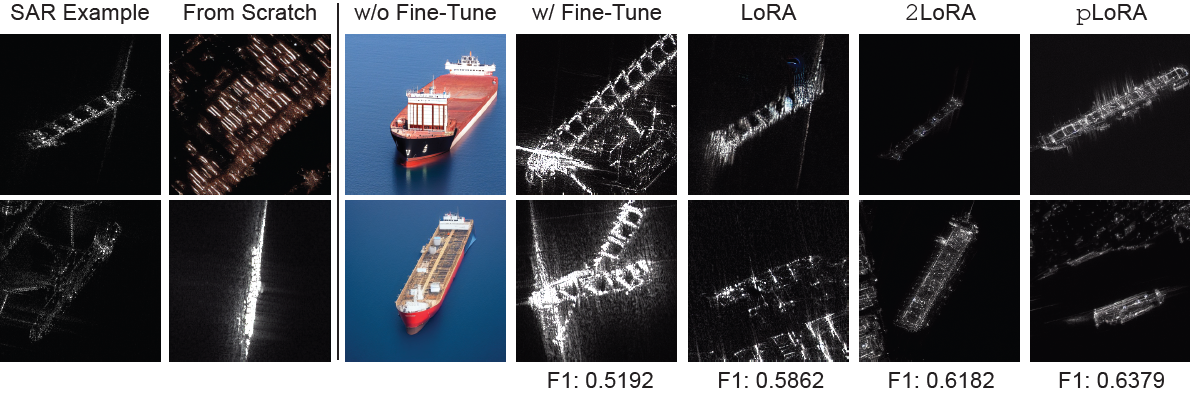 SAR Example From Scratch w/o Fine-Tune w/ Fine-Tune LoRA 2LoRA pLoRA
F1: 0.5192 F1: 0.5862 F1: 0.6182 F1: 0.6379